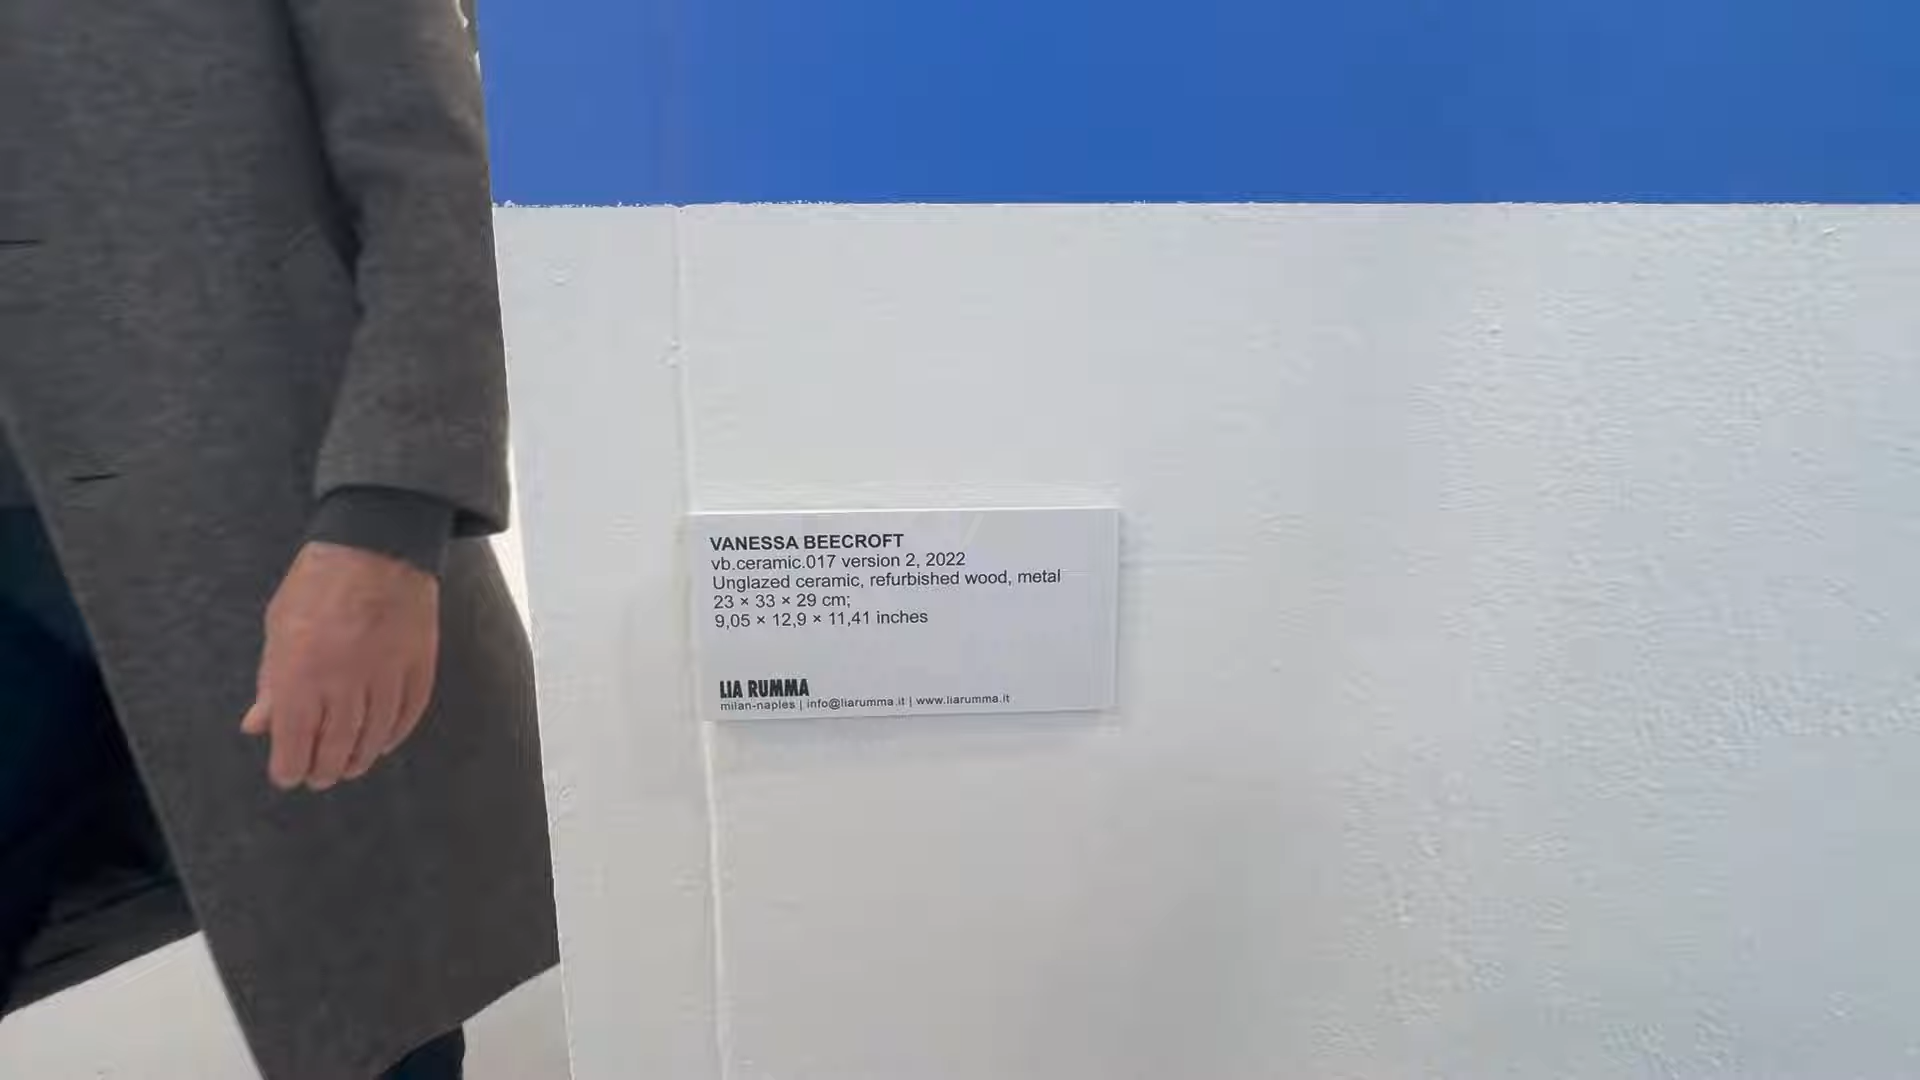 VANESSA BEECROFT
vb.ceramic.017 version 2, 2022
Unglazed ceramic, refurbished wood, metal
23 × 33 × 29 cm;
9,05 × 12,9 × 11,41 inches
LIA RUMMA
milan-naples | info@liarumma.it | www.liarumma.it